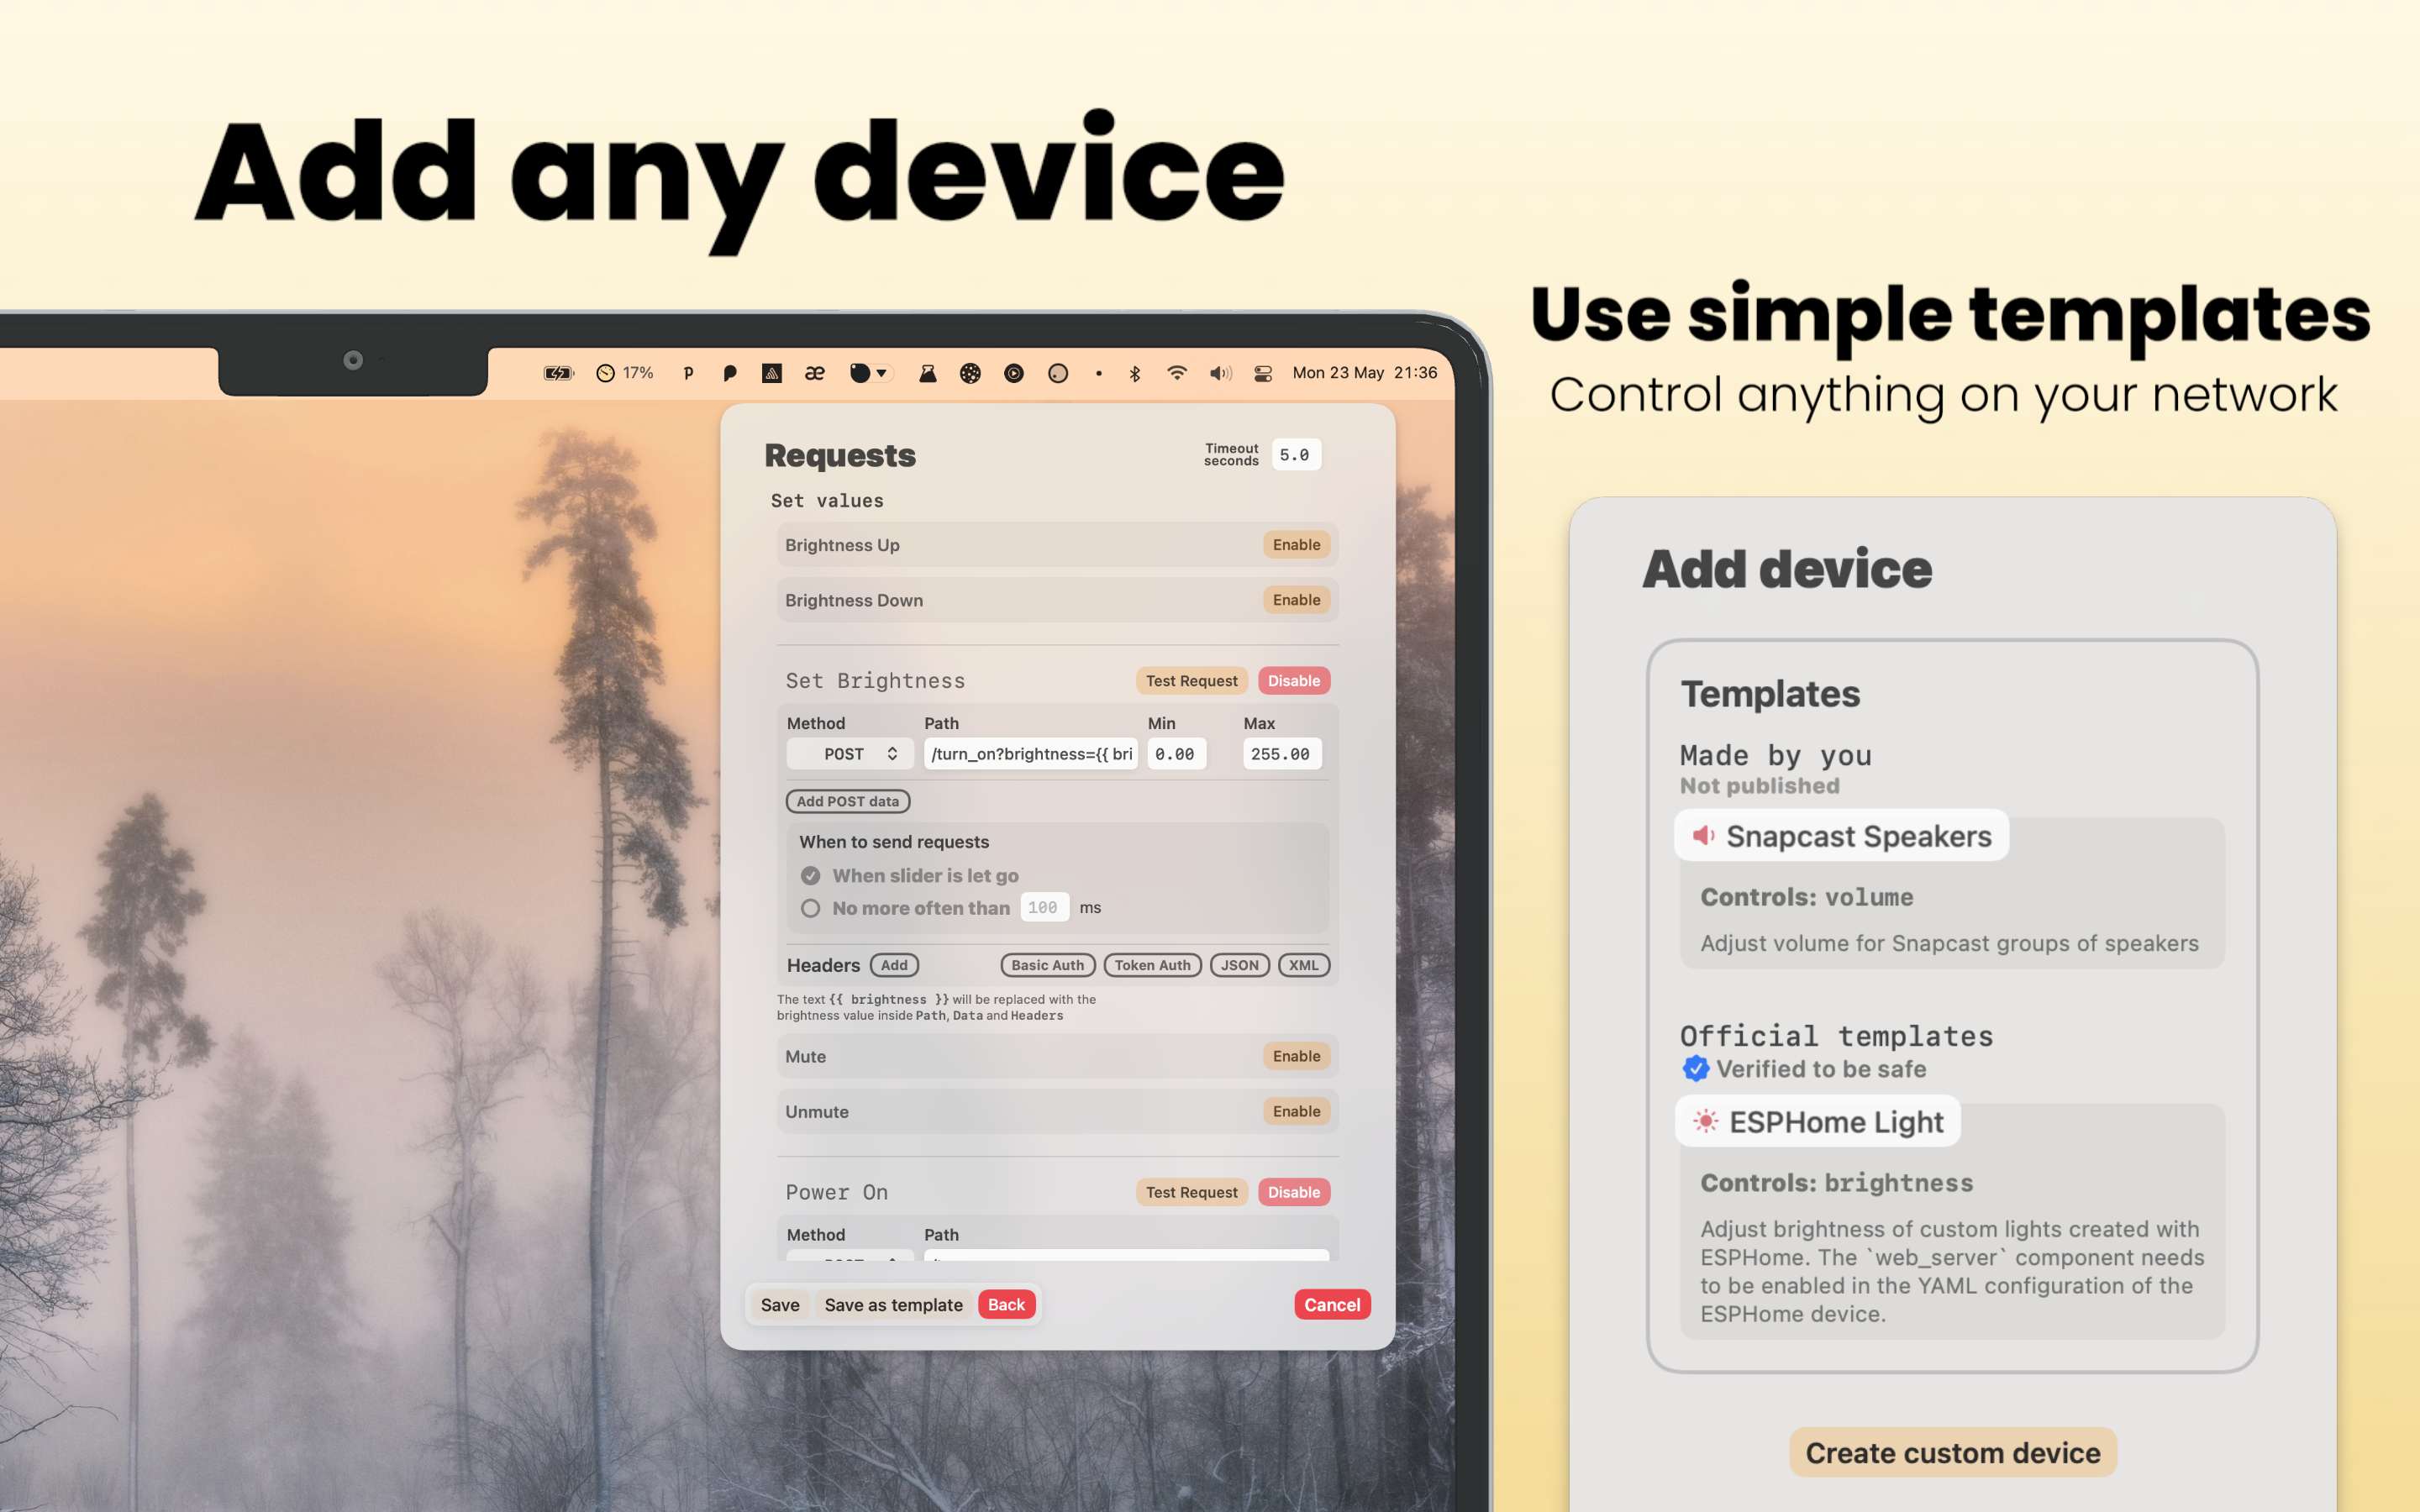 Add any device
Use simple templates
Control anything on your network
17%
Mon 23 May 21:36
Requests
Timeout
seconds
5.0
Set values
Brightness Up
Enable
Brightness Down
Enable
Set Brightness
Test Request
Disable
Method
Path
Min
Max
POST
/turn_on?brightness={{ bri
0.00
255.00
Add POST data
When to send requests
When slider is let go
No more often than 100 ms
Headers
Add
Basic Auth
Token Auth
JSON
XML
The text {{ brightness }} will be replaced with the
brightness value inside Path, Data and Headers
Mute
Enable
Unmute
Enable
Power On
Test Request
Disable
Method
Path
Save
Save as template
Back
Cancel
Add device
Templates
Made by you
Not published
Snapcast Speakers
Controls: volume
Adjust volume for Snapcast groups of speakers
Official templates
Verified to be safe
ESPHome Light
Controls: brightness
Adjust brightness of custom lights created with
ESPHome. The `web_server` component needs
to be enabled in the YAML configuration of the
ESPHome device.
Create custom device